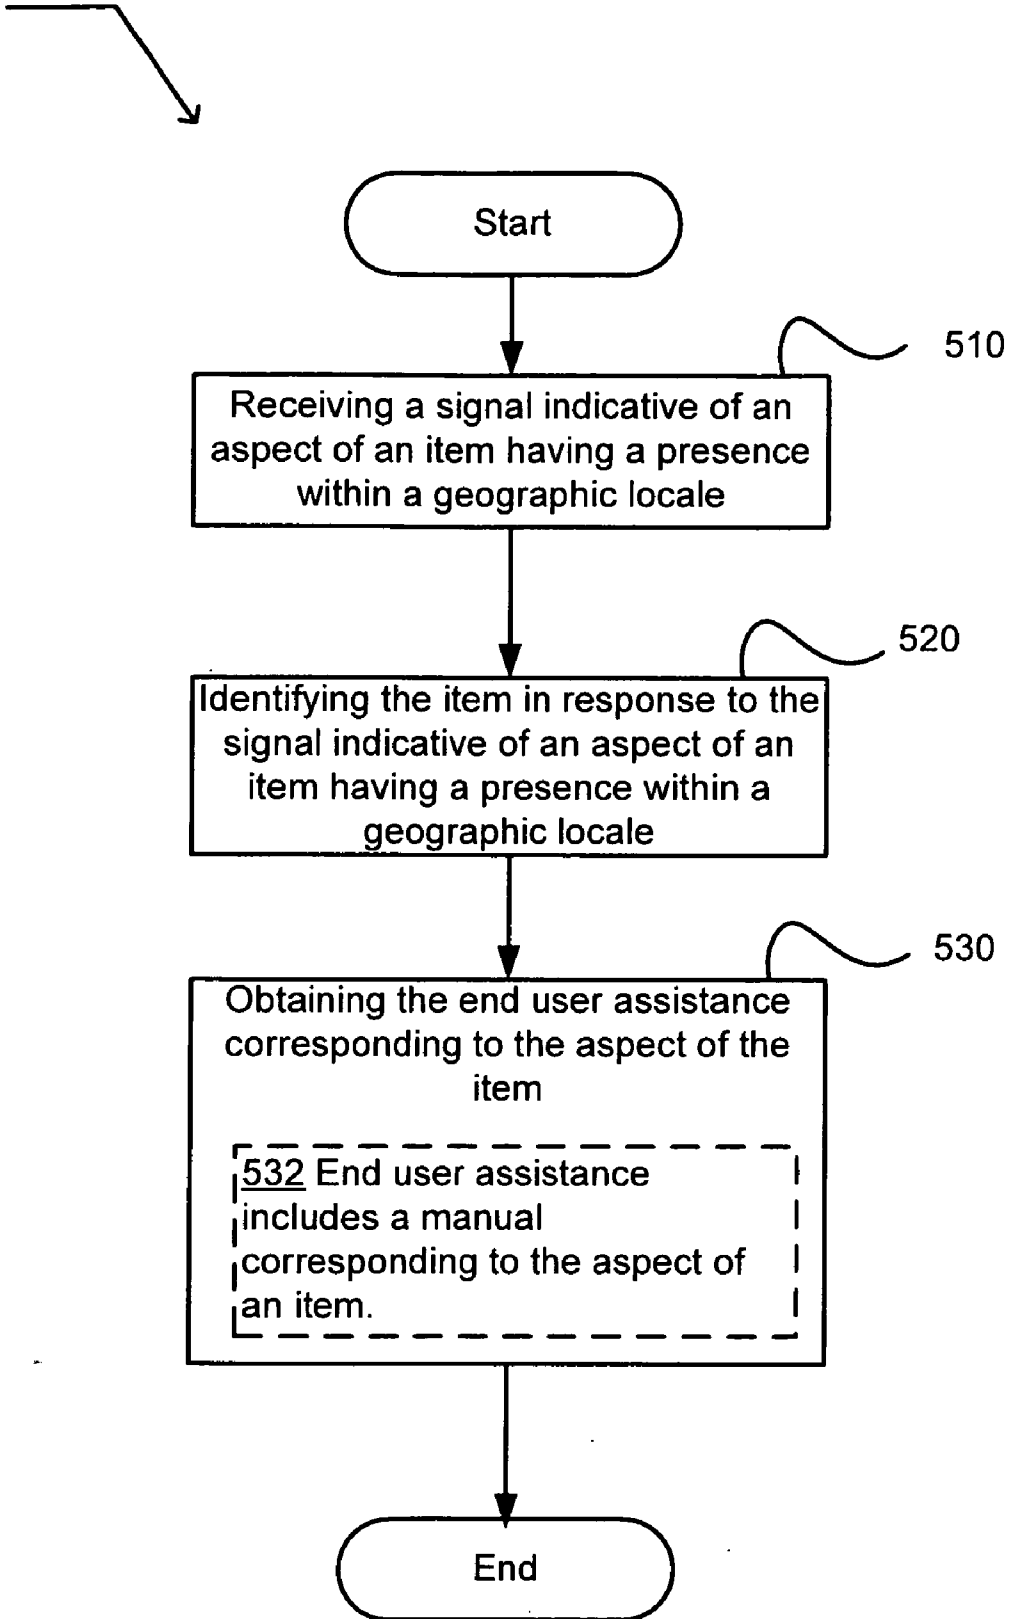 Start
510
Receiving a signal indicative of an
aspect of an item having a presence
within a geographic locale
520
Identifying the item in response to the
signal indicative of an aspect of an
item having a presence within a
geographic locale
530
Obtaining the end user assistance
corresponding to the aspect of the
item
532 End user assistance
includes a manual
corresponding to the aspect of
an item.
End